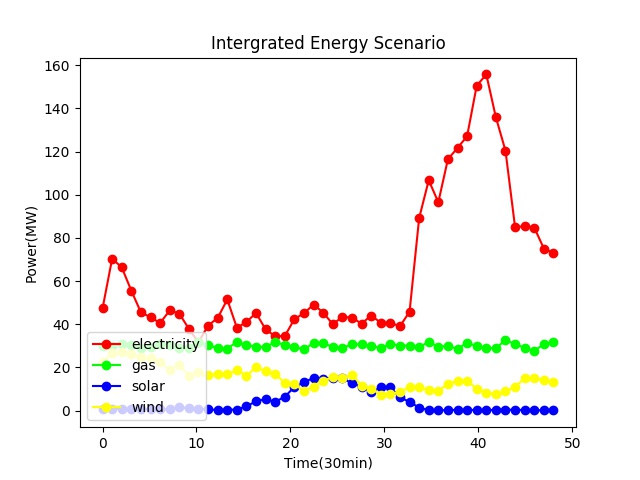 Intergrated Energy Scenario
Power(MW)
160
140
120
100
80
60
40
20
0
electricity
gas
solar
wind
0 10 20 30 40 50
Time(30min)